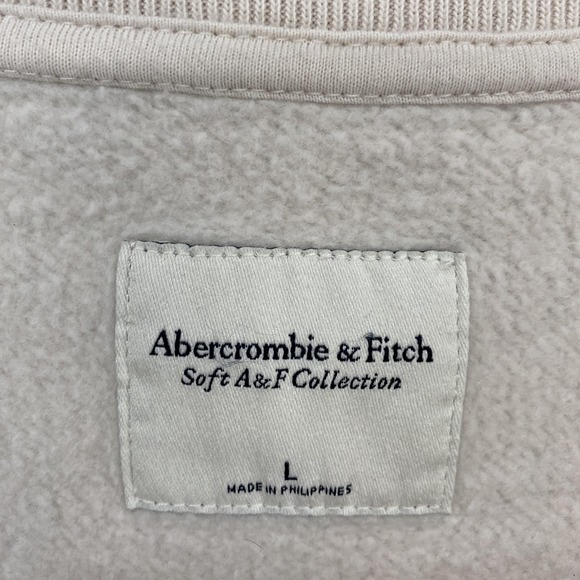 Abercrombie & Fitch
Soft A&F Collection
L
MADE IN PHILIPPINES